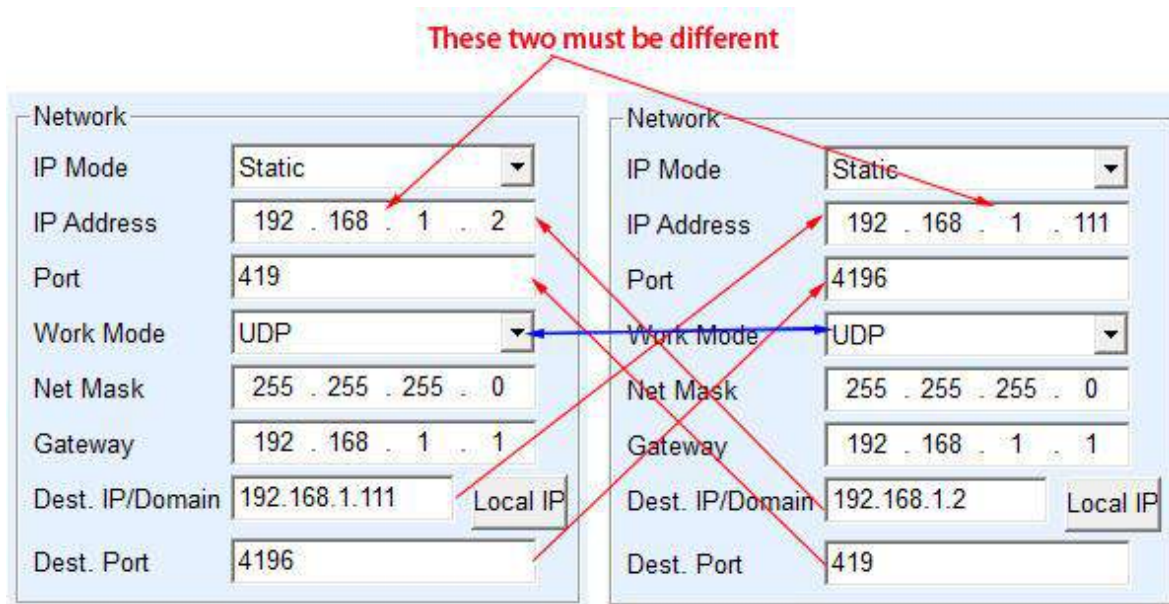 These two must be different
Network
IP Mode Static
IP Address 192 . 168 . 1 . 2
Port 419
Work Mode UDP
Net Mask 255 . 255 . 255 . 0
Gateway 192 . 168 . 1 . 1
Dest. IP/Domain 192.168.1.111 Local IP
Dest. Port 4196
Network
IP Mode Static
IP Address 192 . 168 . 1 . 111
Port 4196
Work Mode UDP
Net Mask 255 . 255 . 255 . 0
Gateway 192 . 168 . 1 . 1
Dest. IP/Domain 192.168.1.2 Local IP
Dest. Port 419